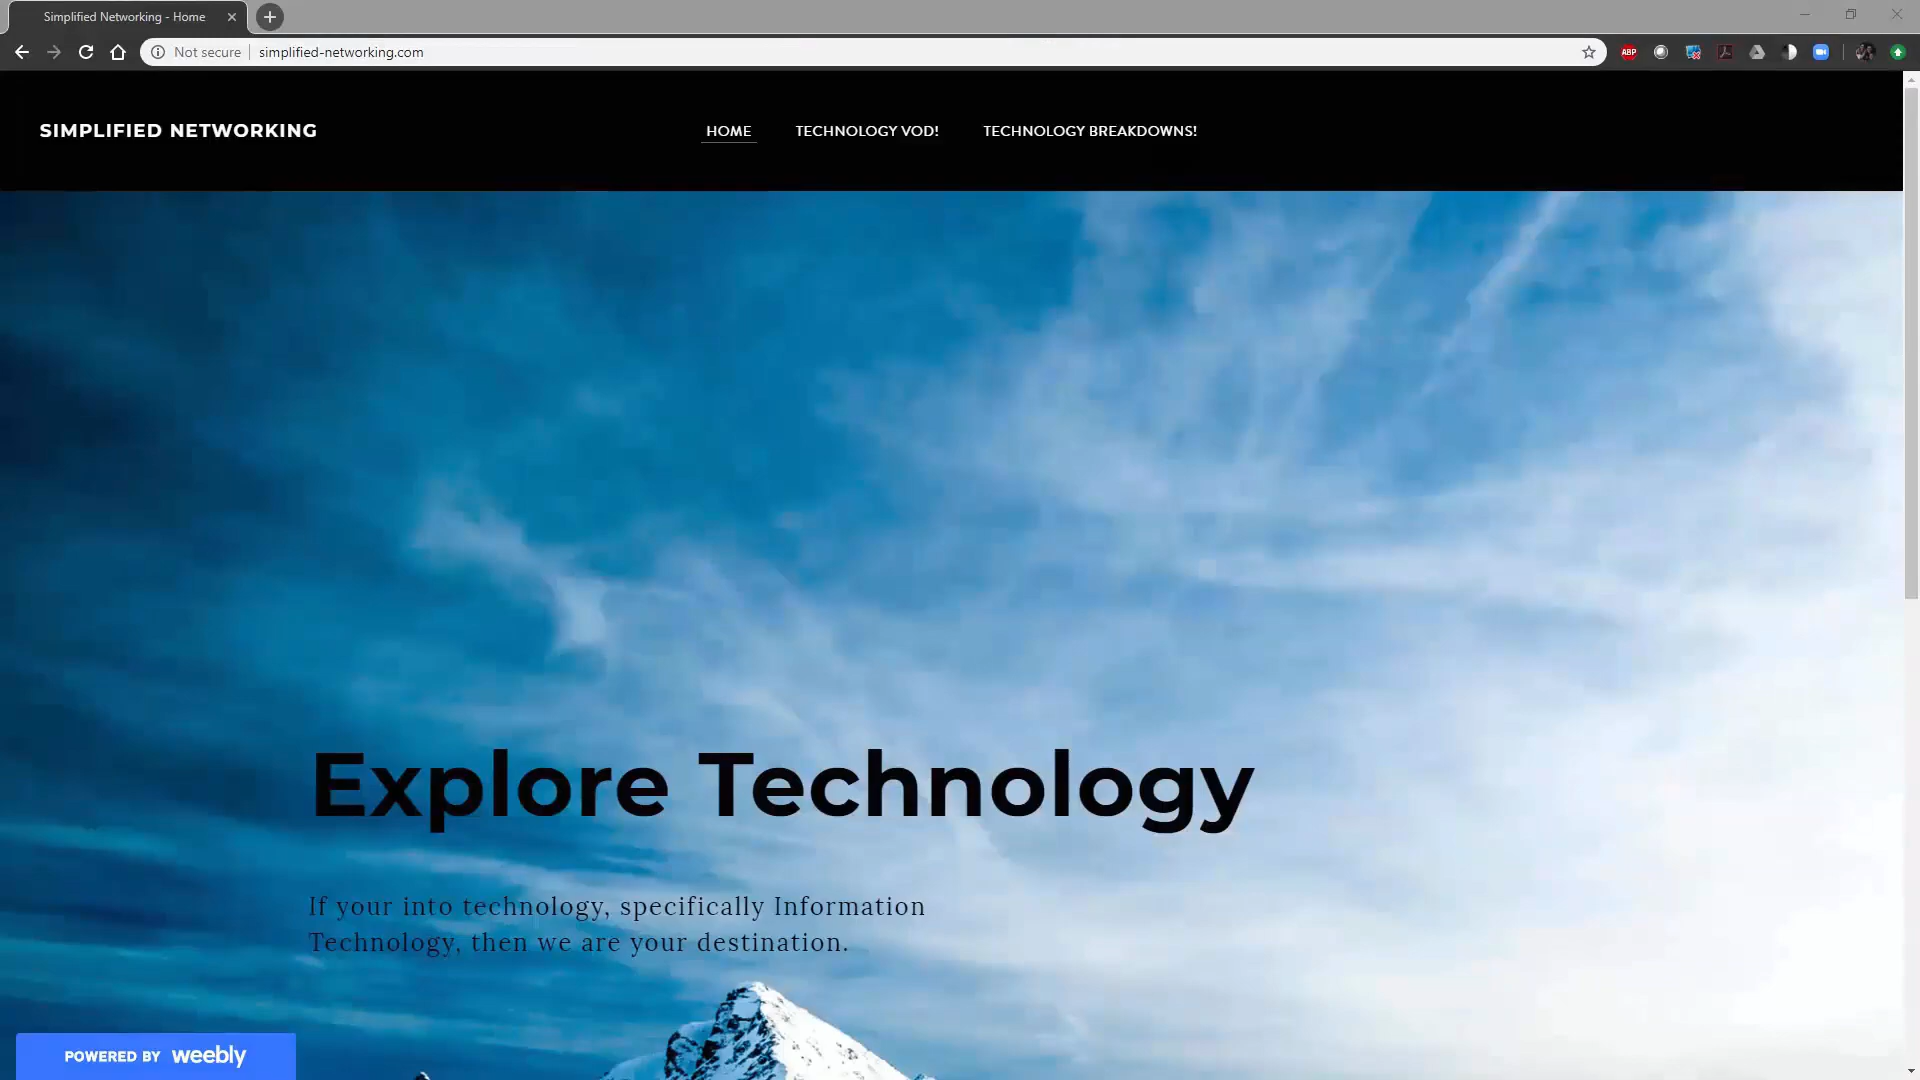 Simplified Networking - Home
Not secure
simplified-networking.com
ABP
SIMPLIFIED NETWORKING
HOME
TECHNOLOGY VOD!
TECHNOLOGY BREAKDOWNS!
Explore Technology
If your into technology, specifically Information
Technology, then we are your destination.
POWERED BY weebly